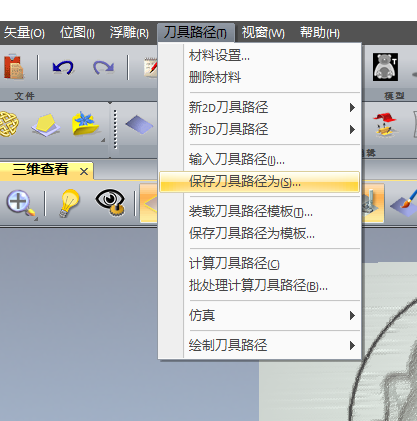 矢量(O) 位图(I) 浮雕(R) 刀具路径(T) 视窗(W) 帮助(H)
材料设置...
删除材料
文件
模型
新2D刀具路径
新3D刀具路径
输入刀具路径(I)...
三维查看 ×
保存刀具路径为(S)...
装载刀具路径模板(T)...
保存刀具路径为模板...
计算刀具路径(C)
批处理计算刀具路径(B)...
仿真
绘制刀具路径